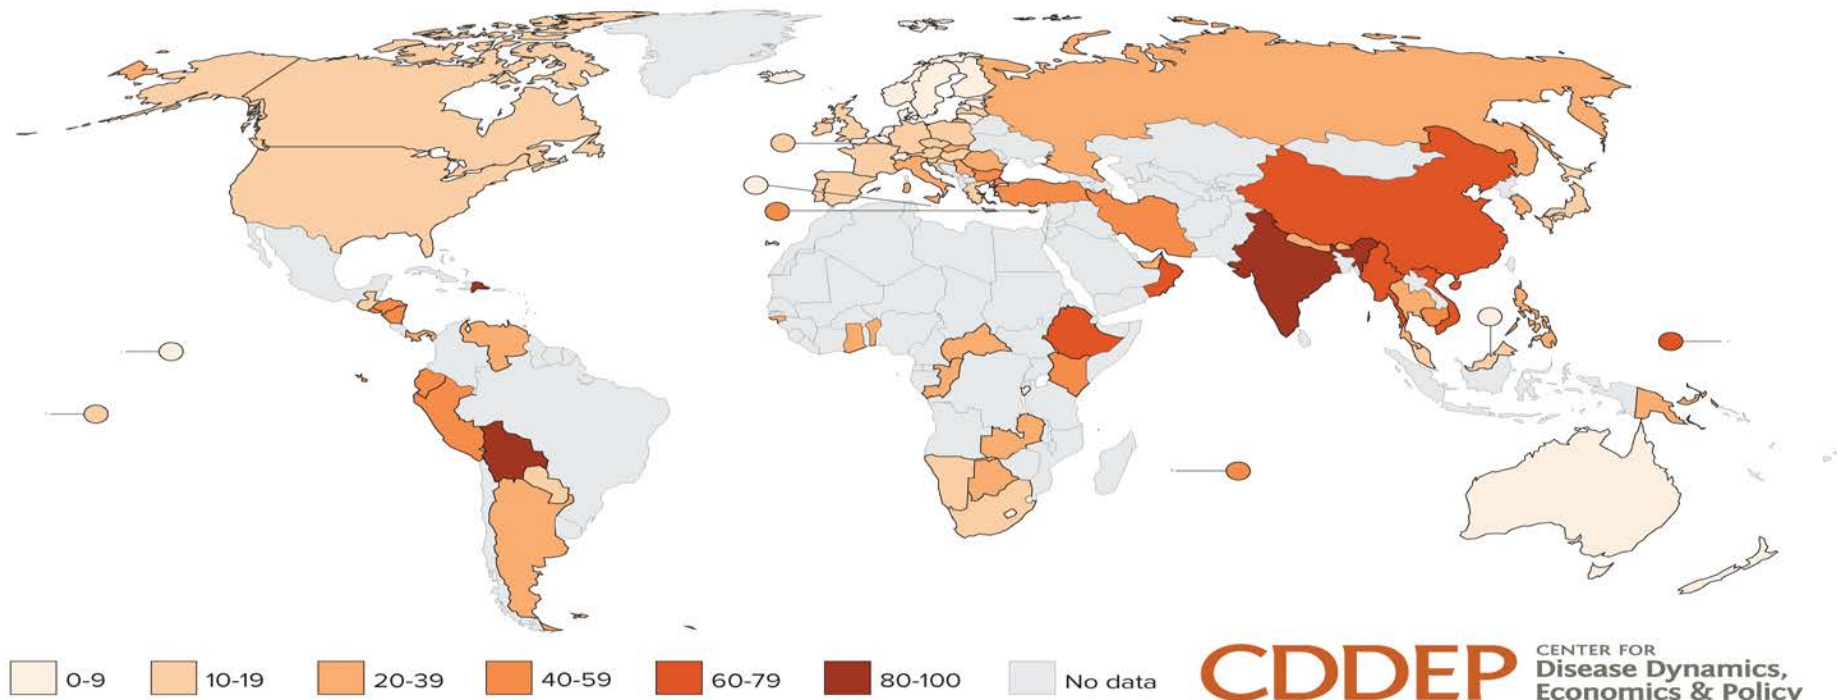 0-9 10-19 20-39 40-59 60-79 80-100 No data
CDDEP
CENTER FOR
Disease Dynamics,
Economics & Policy